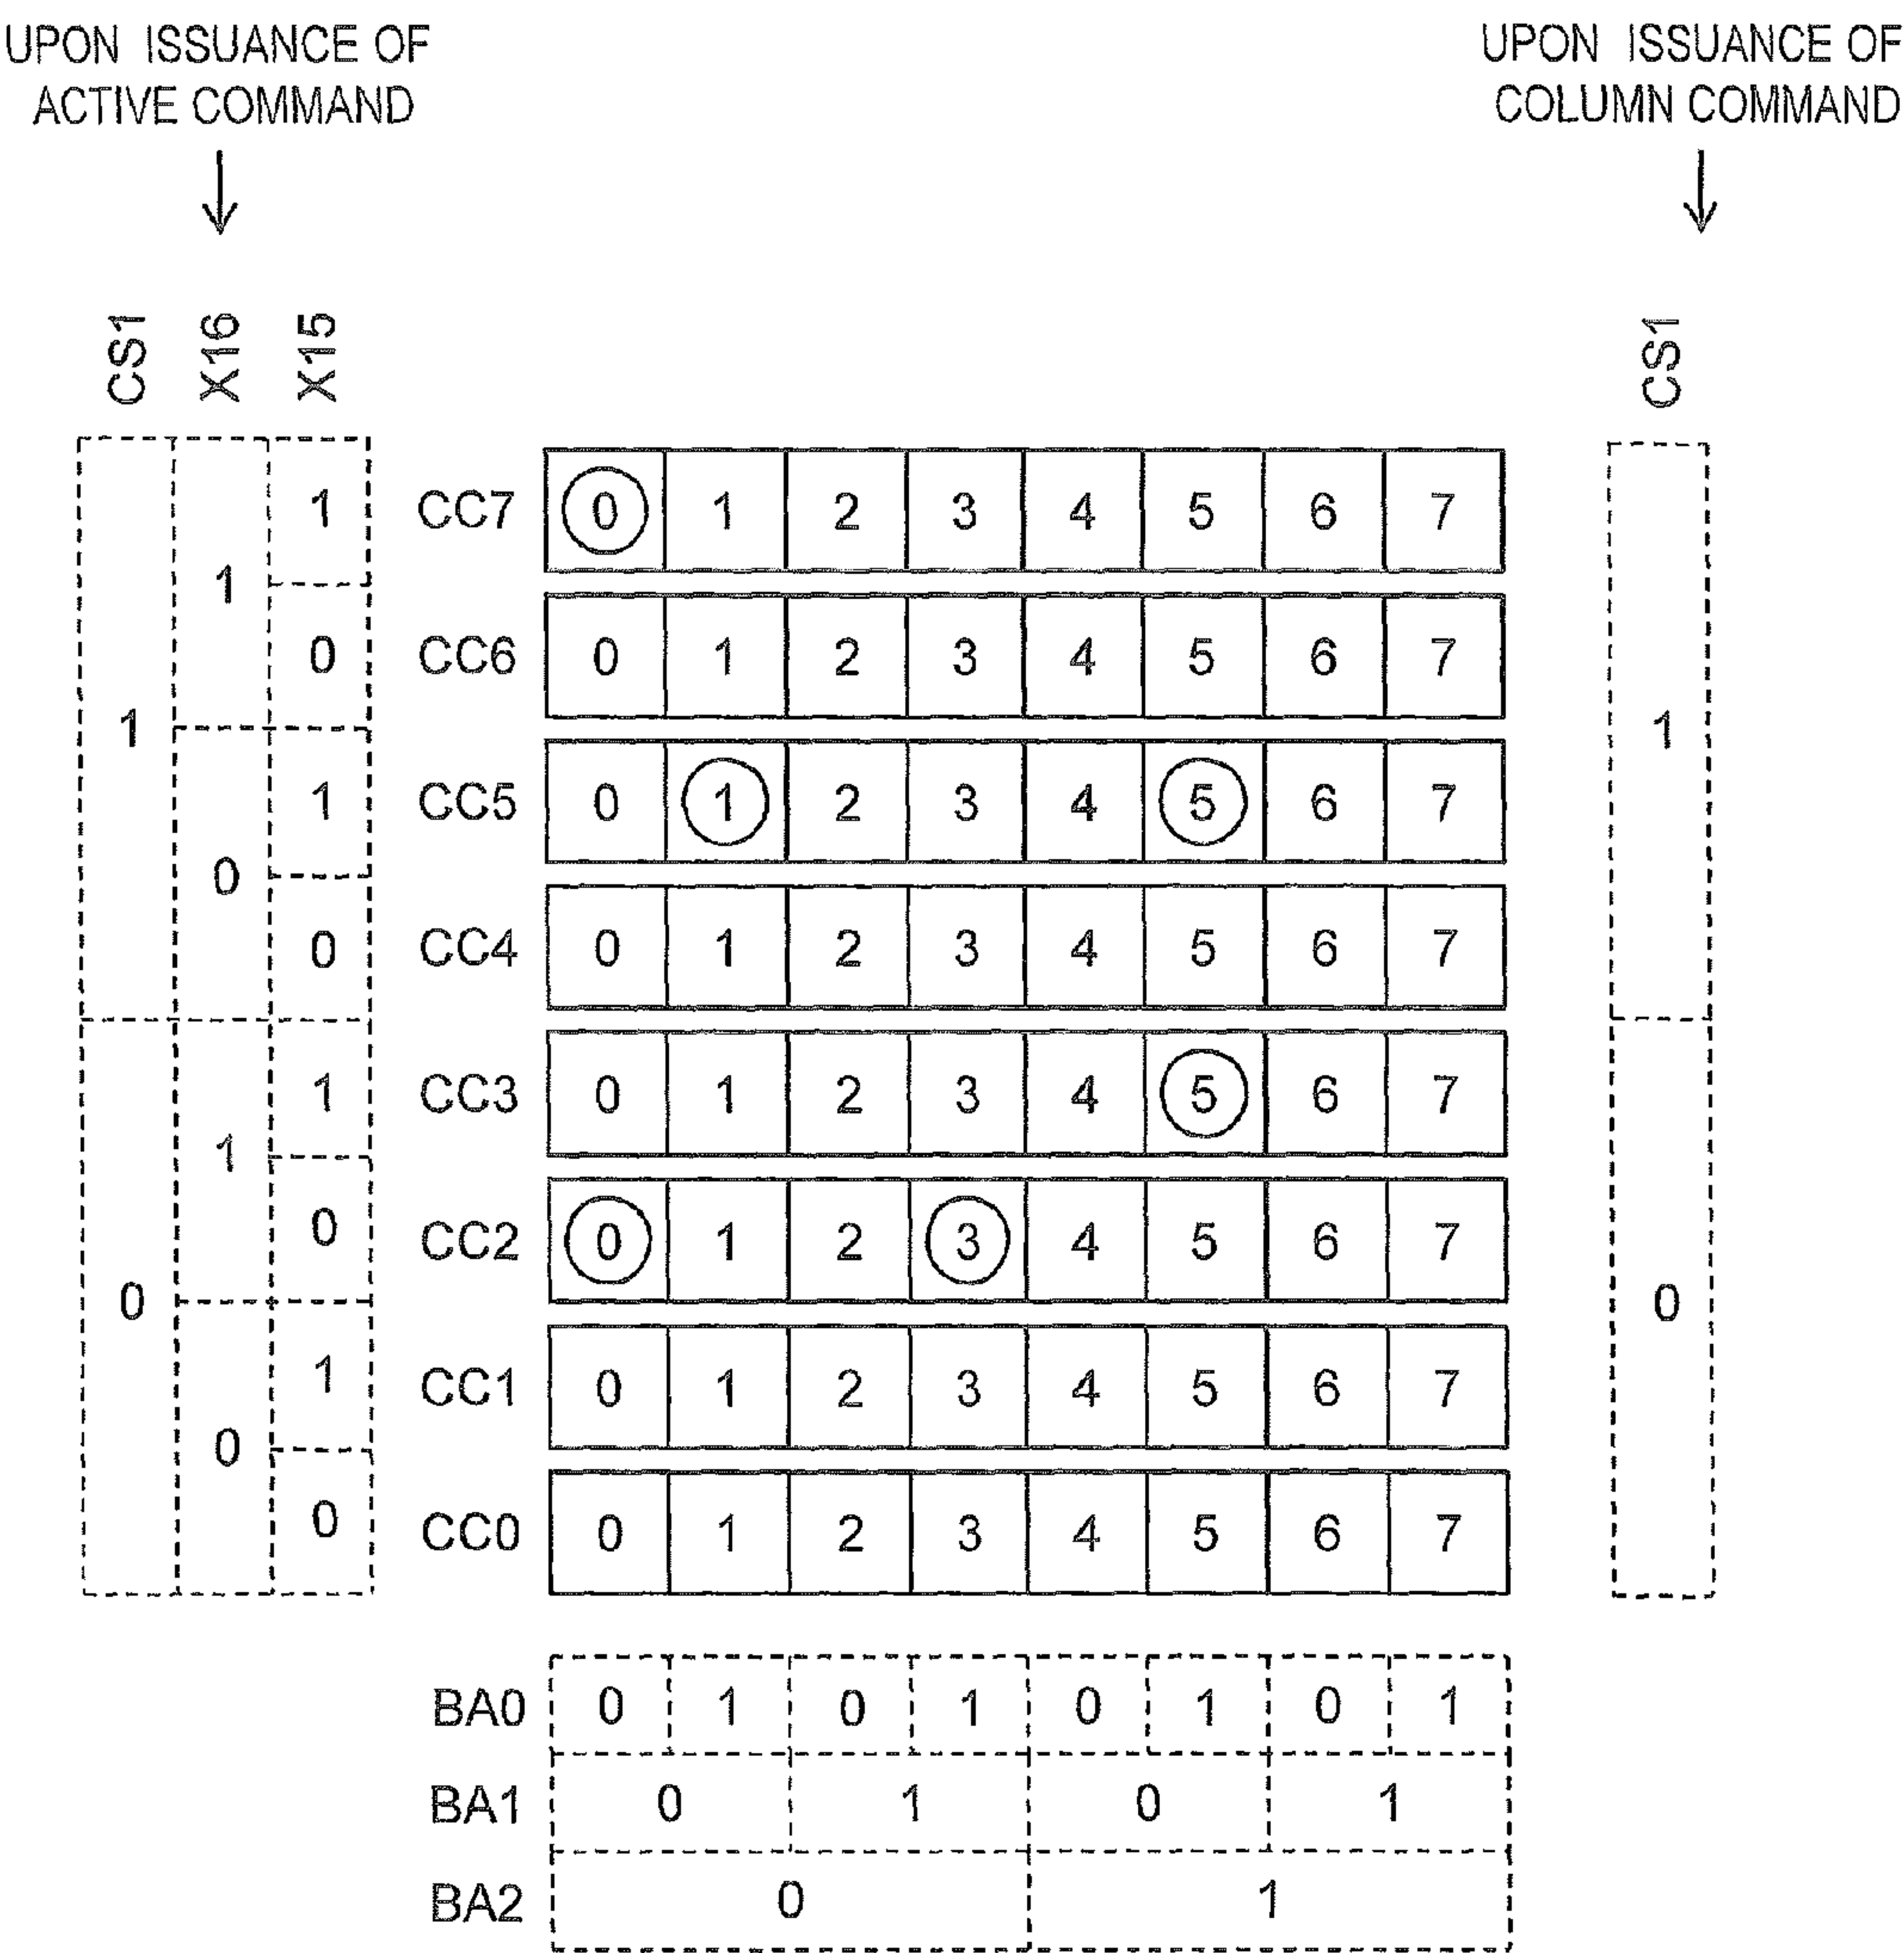 UPON ISSUANCE OF
ACTIVE COMMAND
UPON ISSUANCE OF
COLUMN COMMAND
CS1
X16
X15
CS1
1
CC7 0 1 2 3 4 5 6 7
1
0
CC6 0 1 2 3 4 5 6 7
1
1
1
CC5 0 1 2 3 4 5 6 7
0
0
CC4 0 1 2 3 4 5 6 7
1
CC3 0 1 2 3 4 5 6 7
1
0
CC2 0 1 2 3 4 5 6 7
0
0
1
CC1 0 1 2 3 4 5 6 7
0
0
CC0 0 1 2 3 4 5 6 7
BA0 0 1 0 1 0 1 0 1
BA1 0 1 0 1
BA2 0 1